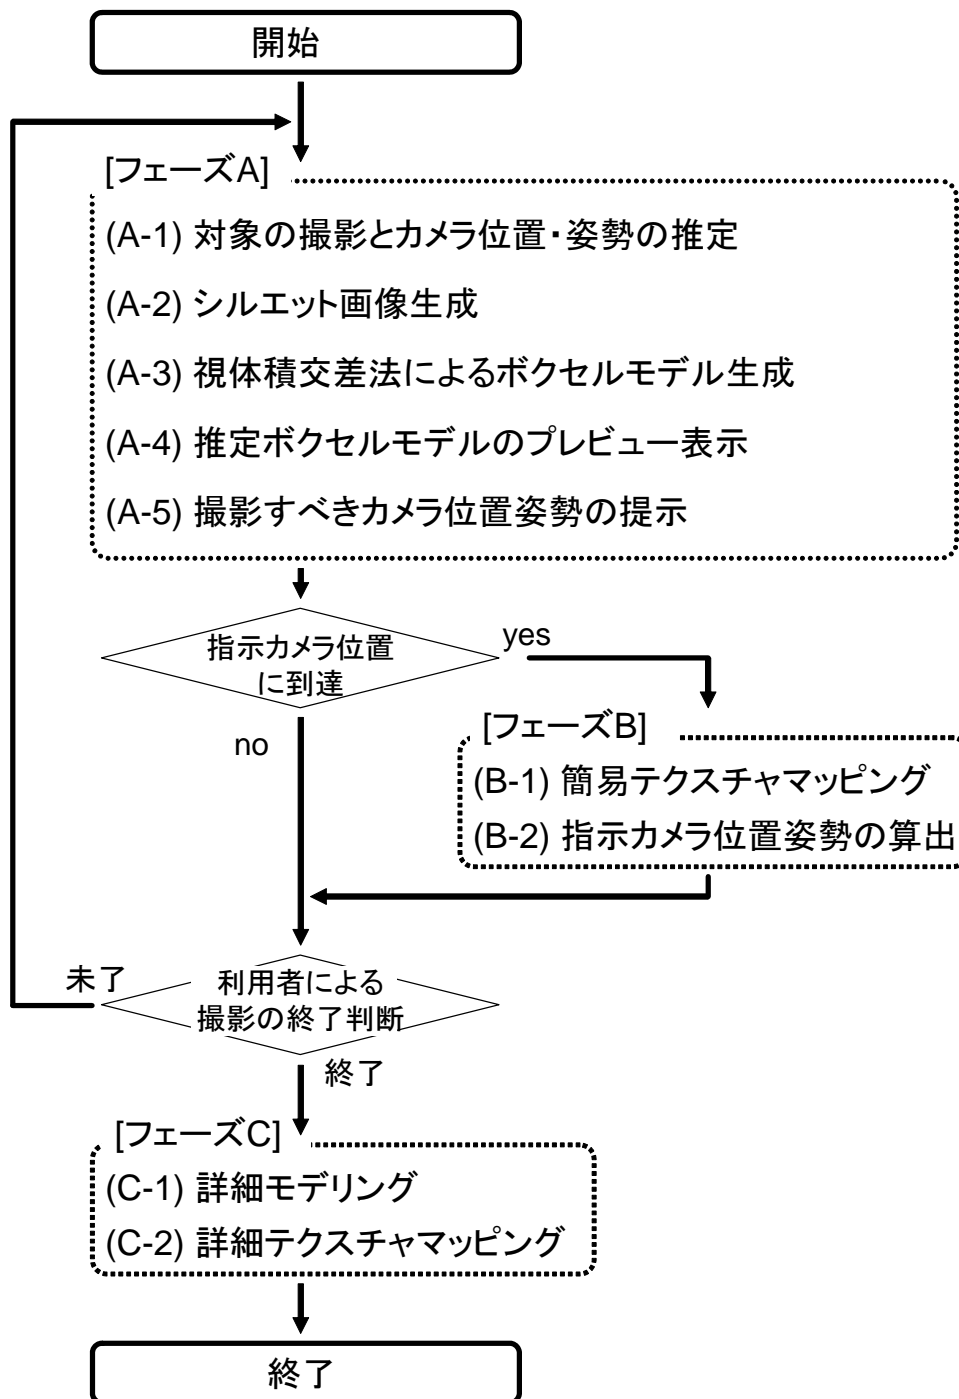 開始
[フェーズA]
(A-1) 対象の撮影とカメラ位置・姿勢の推定
(A-2) シルエット画像生成
(A-3) 視体積交差法によるボクセルモデル生成
(A-4) 推定ボクセルモデルのプレビュー表示
(A-5) 撮影すべきカメラ位置姿勢の提示
指示カメラ位置
に到達
yes
no
[フェーズB]
(B-1) 簡易テクスチャマッピング
(B-2) 指示カメラ位置姿勢の算出
未了
利用者による
撮影の終了判断
終了
[フェーズC]
(C-1) 詳細モデリング
(C-2) 詳細テクスチャマッピング
終了